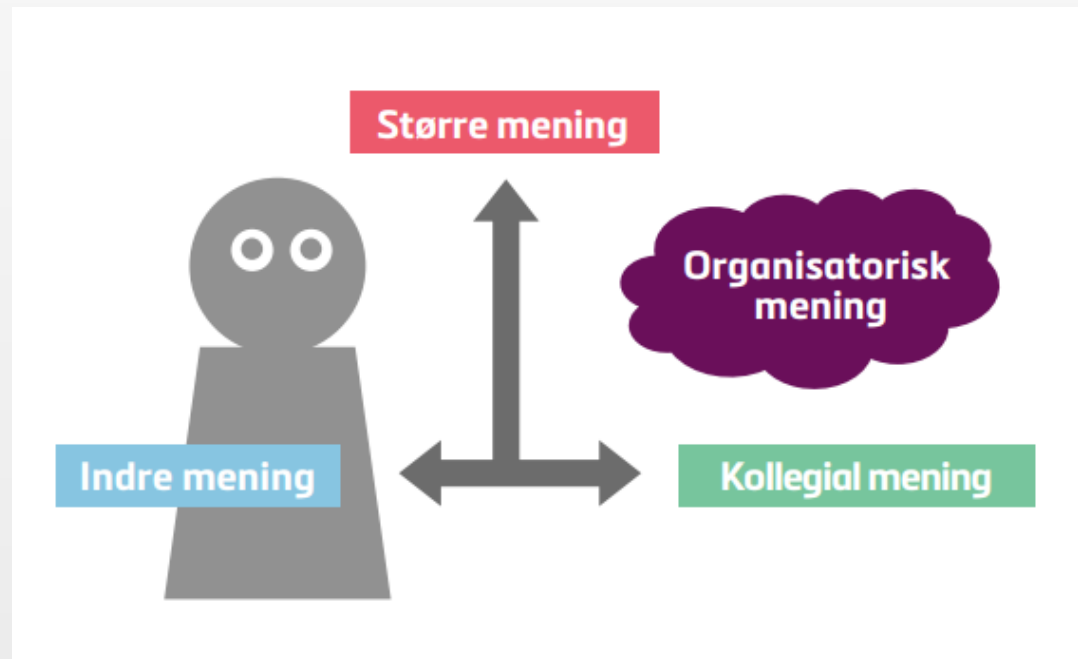 Større mening
Organisatorisk
mening
Indre mening
Kollegial mening